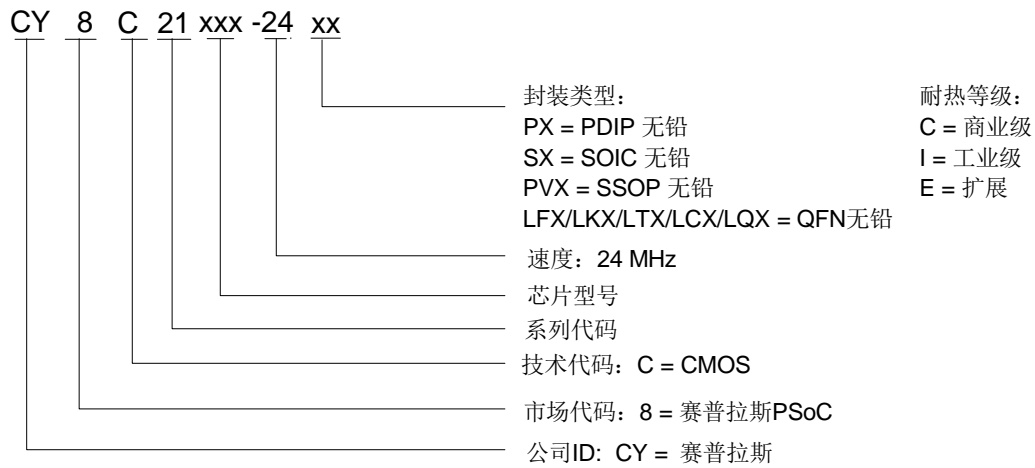 CY 8 C 21 xxx -24 xx
封装类型： 耐热等级：
PX = PDIP 无铅 C = 商业级
SX = SOIC 无铅 I = 工业级
PVX = SSOP 无铅 E = 扩展
LFX/LKX/LTX/LCX/LQX = QFN无铅
速度：24 MHz
芯片型号
系列代码
技术代码：C = CMOS
市场代码：8 = 赛普拉斯PSoC
公司ID: CY = 赛普拉斯